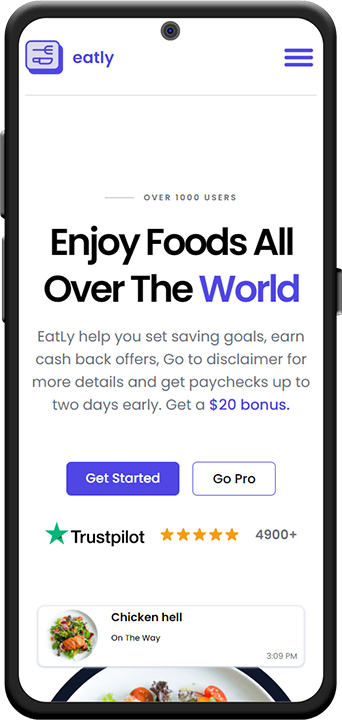 eatly
OVER 1000 USERS
Enjoy Foods All
Over The World
EatLy help you set saving goals, earn
cash back offers, Go to disclaimer for
more details and get paychecks up to
two days early. Get a $20 bonus.
Get Started
Go Pro
Trustpilot
4900+
Chicken hell
On The Way
3:09 PM